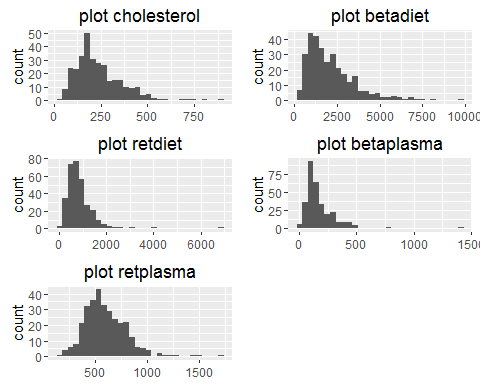 plot cholesterol
count
50
40
30
20
10
0
0 250 500 750
plot betadiet
count
40
30
20
10
0
0 2500 5000 7500 10000
plot retdiet
count
80
60
40
20
0
0 2000 4000 6000
plot betaplasma
count
75
50
25
0
0 500 1000 1500
plot retplasma
count
40
30
20
10
0
500 1000 1500